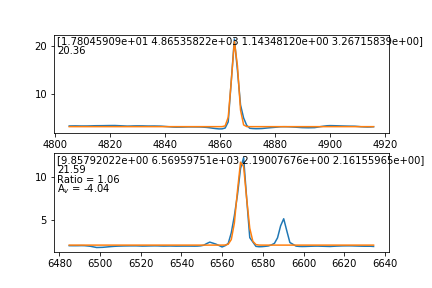 [1.78045909e+01 4.86535822e+03 1.14348120e+00 3.26715839e+00]
20.36
20
10
4800 4820 4840 4860 4880 4900 4920
[9.85792022e+00 6.56959751e+03 2.19007676e+00 2.16155965e+00]
21.59
Ratio = 1.06
Av = -4.04
10
5
6480 6500 6520 6540 6560 6580 6600 6620 6640